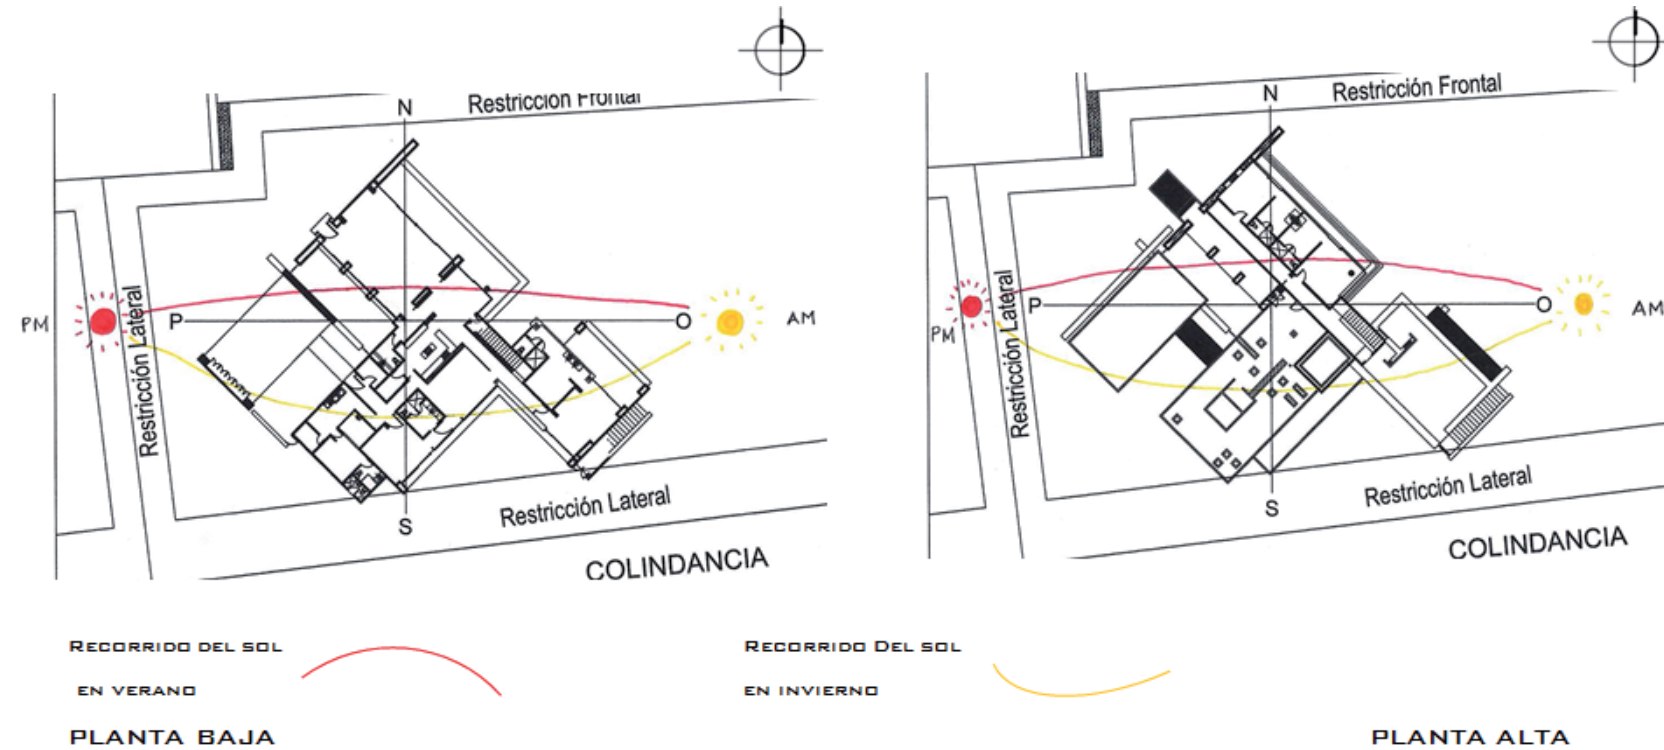 N
Restricción Frontal
Restricción Lateral
P
O
PM
AM
S
Restricción Lateral
COLINDANCIA
N
Restricción Frontal
Restricción Lateral
P
O
PM
AM
S
Restricción Lateral
COLINDANCIA
RECORRIDO DEL SOL
EN VERANO
RECORRIDO DEL SOL
EN INVIERNO
PLANTA BAJA
PLANTA ALTA